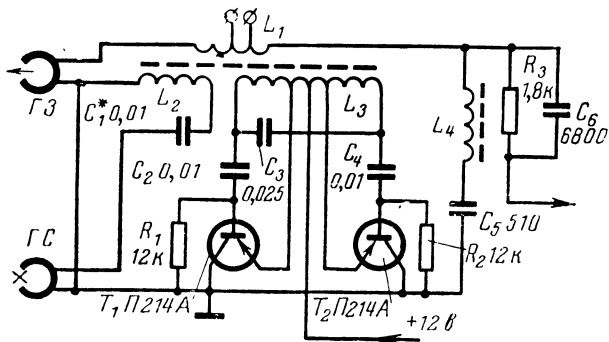 L₁
ГЗ
C₁* 0,01
L₂
L₃
L₄
R₃
1,8к
C₆
6800
C₂ 0,01
C₃
0,025
C₄
0,01
C₅ 510
ГС
R₁
12к
R₂ 12к
T₁ П214А
T₂ П214А
+12 в